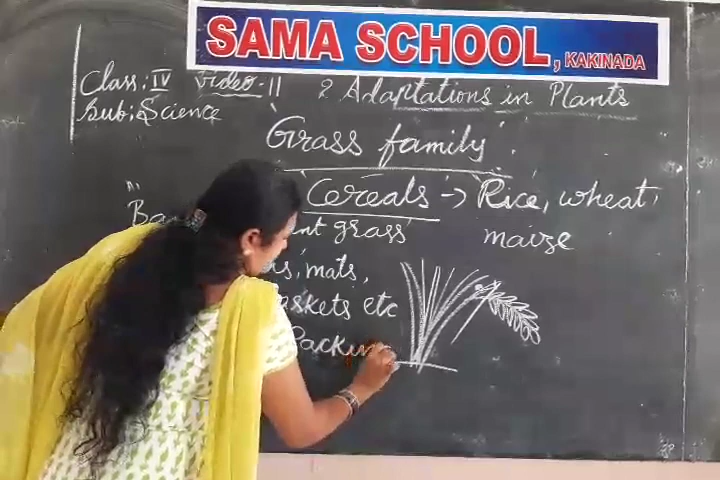 SAMA SCHOOL, KAKINADA
Class: IV Video-11 2 Adaptations in Plants
Sub: Science
Grass family
Cereals → Rice, wheat,
maize
grass
mats,
etc